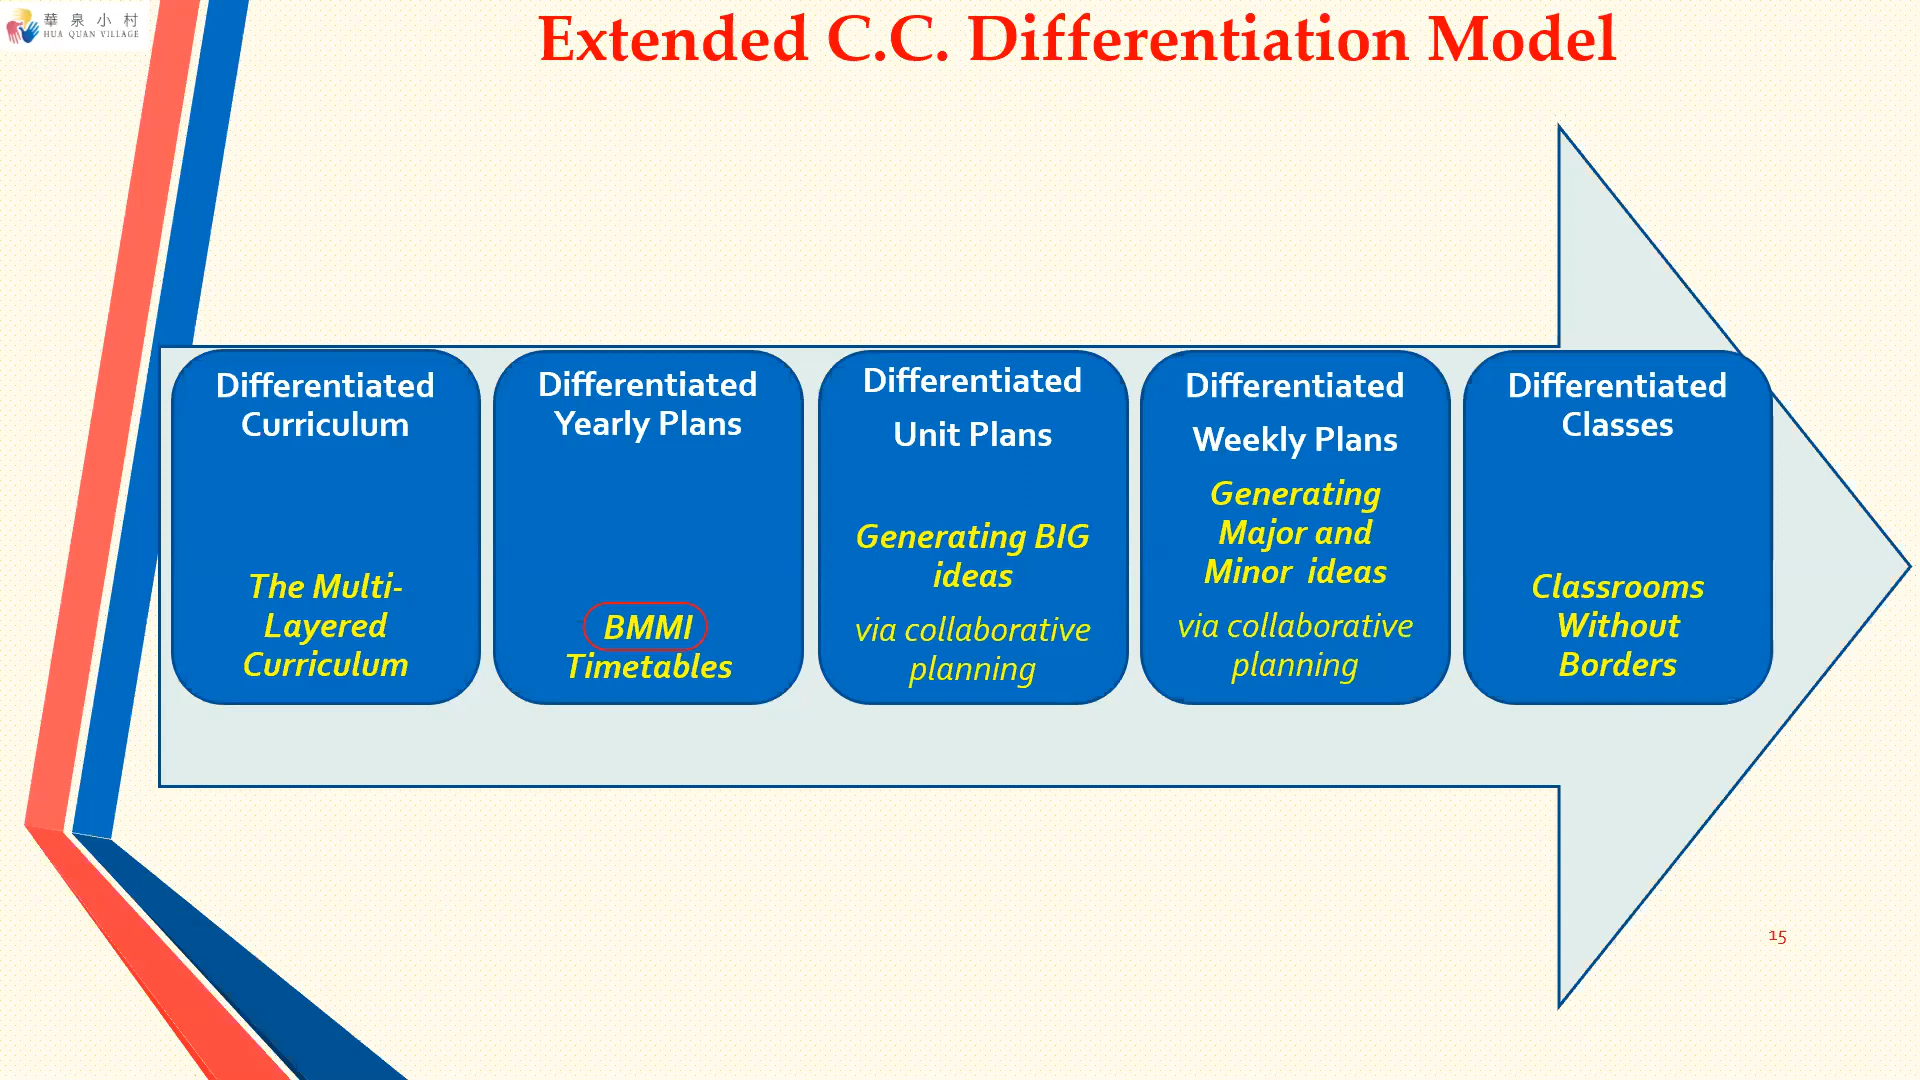 華泉小村
HUA QUAN VILLAGE
Extended C.C. Differentiation Model
Differentiated
Curriculum
The Multi-
Layered
Curriculum
Differentiated
Yearly Plans
BMMI
Timetables
Differentiated
Unit Plans
Generating BIG
ideas
via collaborative
planning
Differentiated
Weekly Plans
Generating
Major and
Minor ideas
via collaborative
planning
Differentiated
Classes
Classrooms
Without
Borders
15